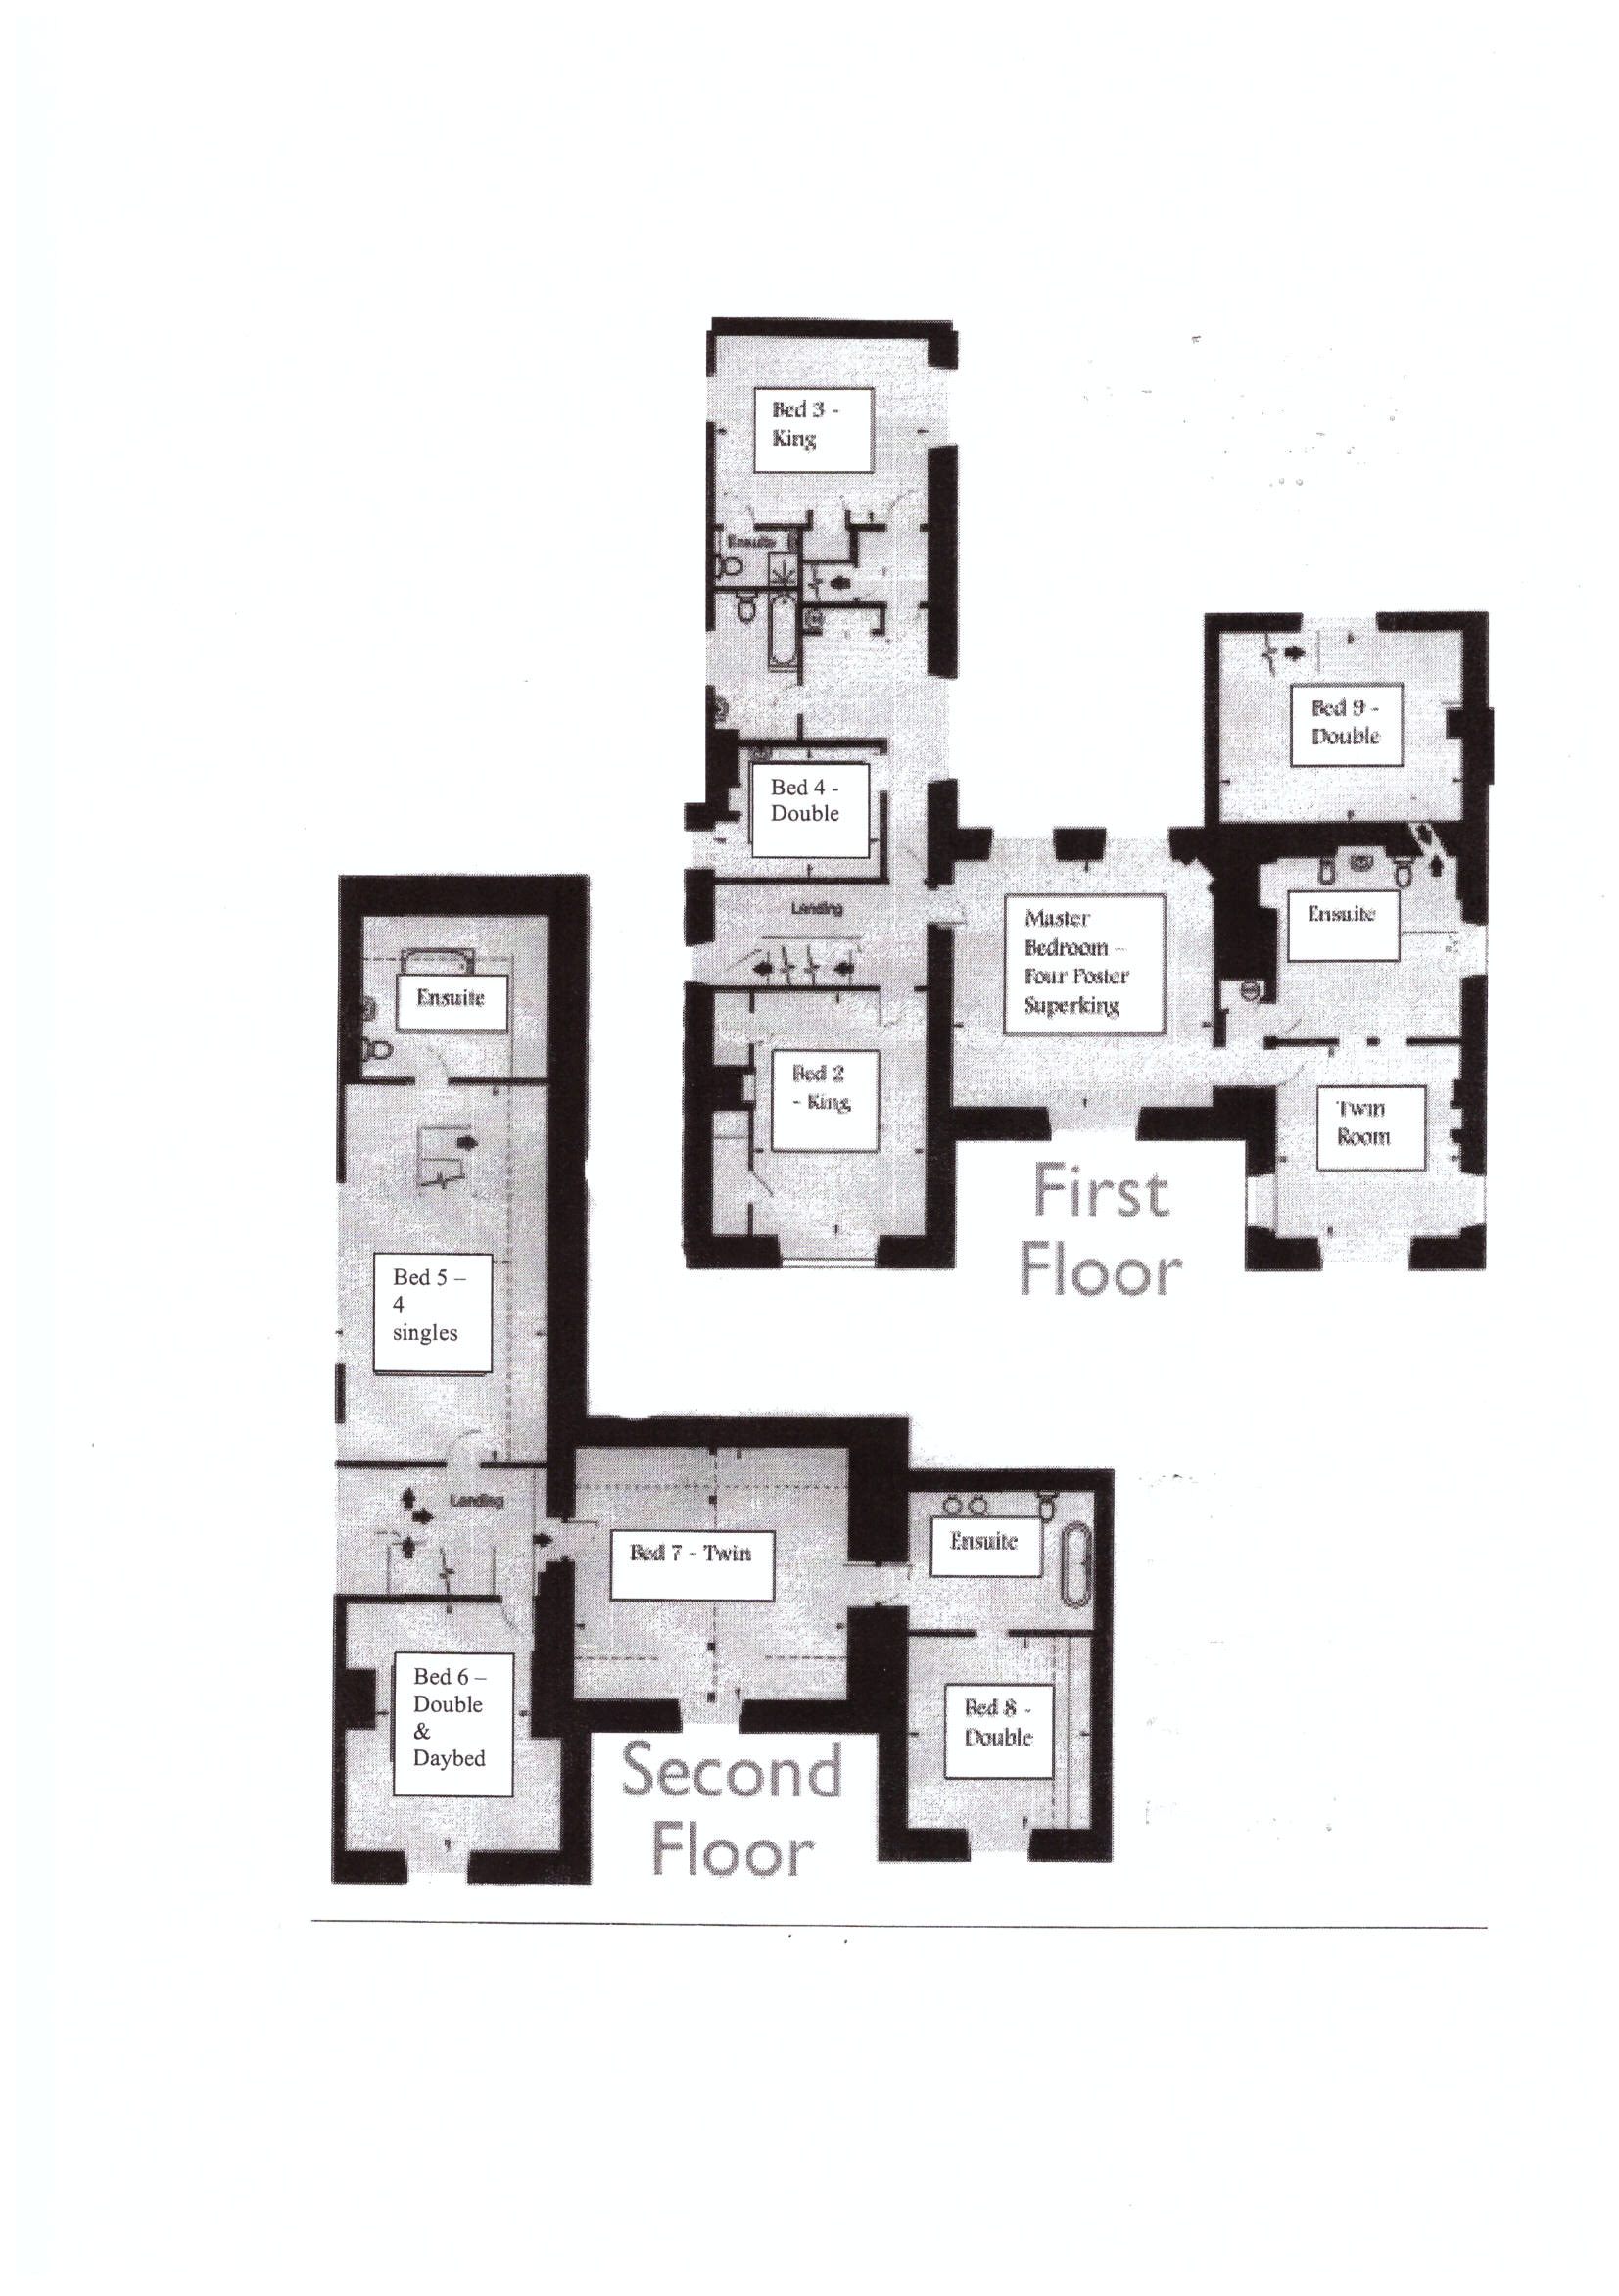 Bed 3 -
King
Ensuite
Bed 9 -
Double
Bed 4 -
Double
Landing
Master
Bedroom –
Four Poster
Superking
Ensuite
Bed 2
- King
Twin
Room
First
Floor
Ensuite
Bed 5 –
4
singles
Landing
Bed 7 - Twin
Ensuite
Bed 6 –
Double
&
Daybed
Bed 8 -
Double
Second
Floor